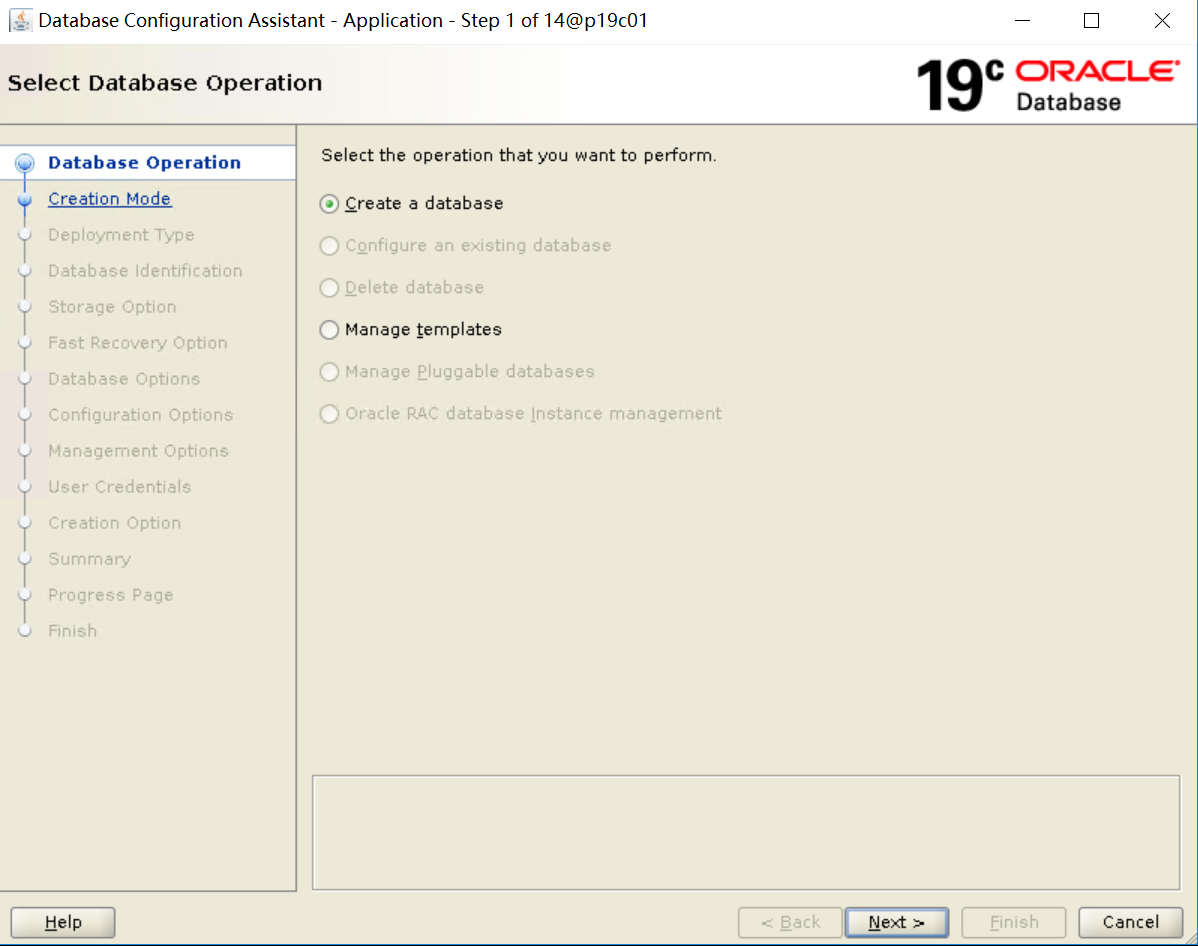 Database Configuration Assistant - Application - Step 1 of 14@p19c01
Select Database Operation
19c ORACLE
Database
Database Operation
Creation Mode
Deployment Type
Database Identification
Storage Option
Fast Recovery Option
Database Options
Configuration Options
Management Options
User Credentials
Creation Option
Summary
Progress Page
Finish
Select the operation that you want to perform.
Create a database
Configure an existing database
Delete database
Manage templates
Manage Pluggable databases
Oracle RAC database Instance management
Help
< Back
Next >
Finish
Cancel